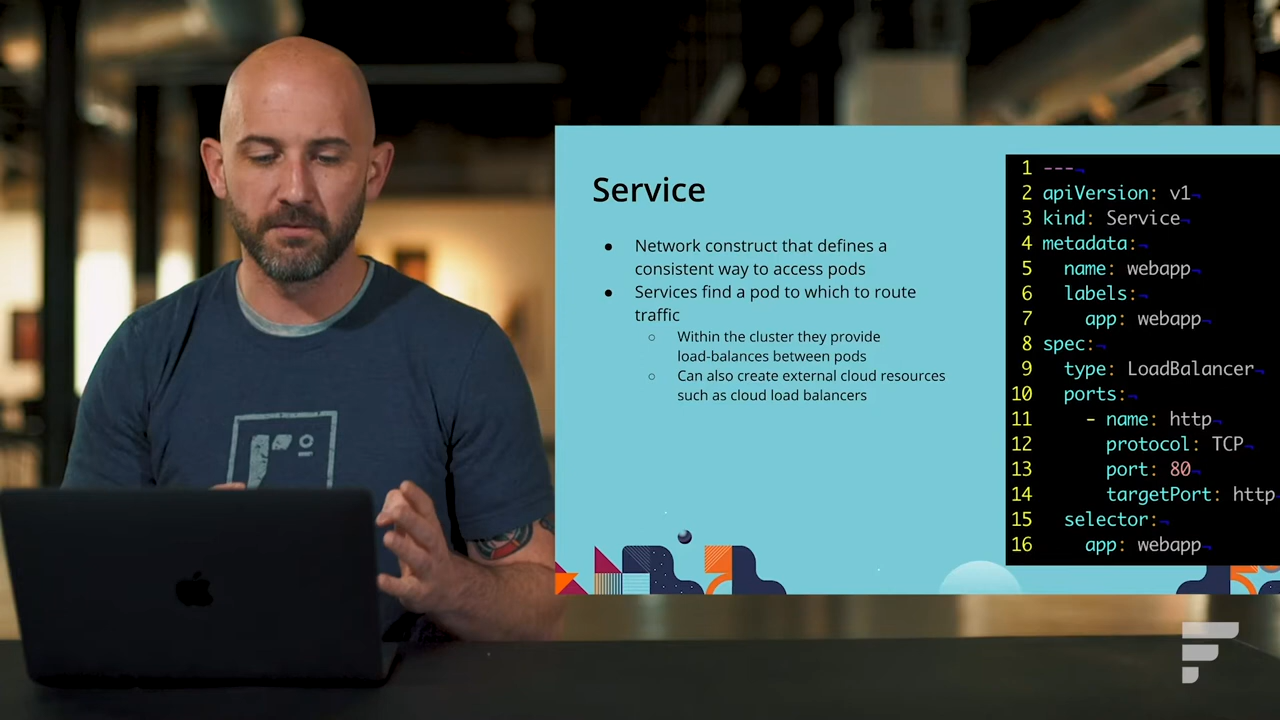 Service
● Network construct that defines a
consistent way to access pods
● Services find a pod to which to route
traffic
○ Within the cluster they provide
load-balances between pods
○ Can also create external cloud resources
such as cloud load balancers
1 ---¬
2 apiVersion: v1¬
3 kind: Service¬
4 metadata:¬
5 name: webapp¬
6 labels:¬
7 app: webapp¬
8 spec:¬
9 type: LoadBalancer¬
10 ports:¬
11 - name: http¬
12 protocol: TCP¬
13 port: 80¬
14 targetPort: http
15 selector:¬
16 app: webapp¬